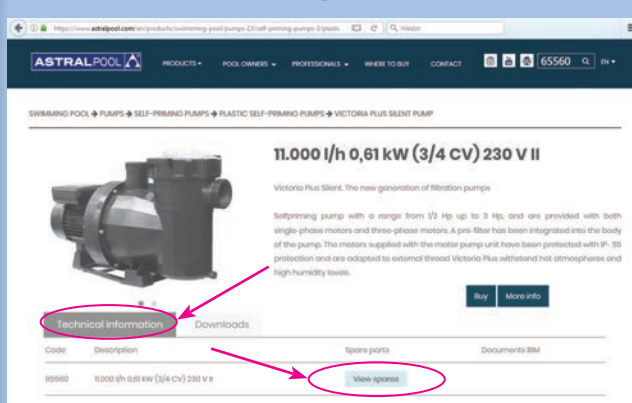 https://www.astralpool.com/en/products/swimming-pool/pumps-13/self-priming-pumps-3/plastic
Hledat
ASTRALPOOL
PRODUCTS
POOL OWNERS
PROFESSIONALS
WHERE TO BUY
CONTACT
65560
EN
SWIMMING POOL → PUMPS → SELF-PRIMING PUMPS → PLASTIC SELF-PRIMING PUMPS → VICTORIA PLUS SILENT PUMP
11.000 l/h 0,61 kW (3/4 CV) 230 V II
Victoria Plus Silent. The new generation of filtration pumps
Selfpriming pump with a range from 1/2 Hp up to 3 Hp, and are provided with both
single-phase motors and three-phase motors. A pre-filter has been integrated into the body
of the pump. The motors supplied with the motor pump unit have been protected with IP- 55
protection and are adapted to external thread Victoria Plus withstand hot atmospheres and
high humidity levels.
Buy
More info
Technical information
Downloads
Code
Description
Spare parts
Documents BIM
65560
11.000 l/h 0,61 kW (3/4 CV) 230 V II
View spares